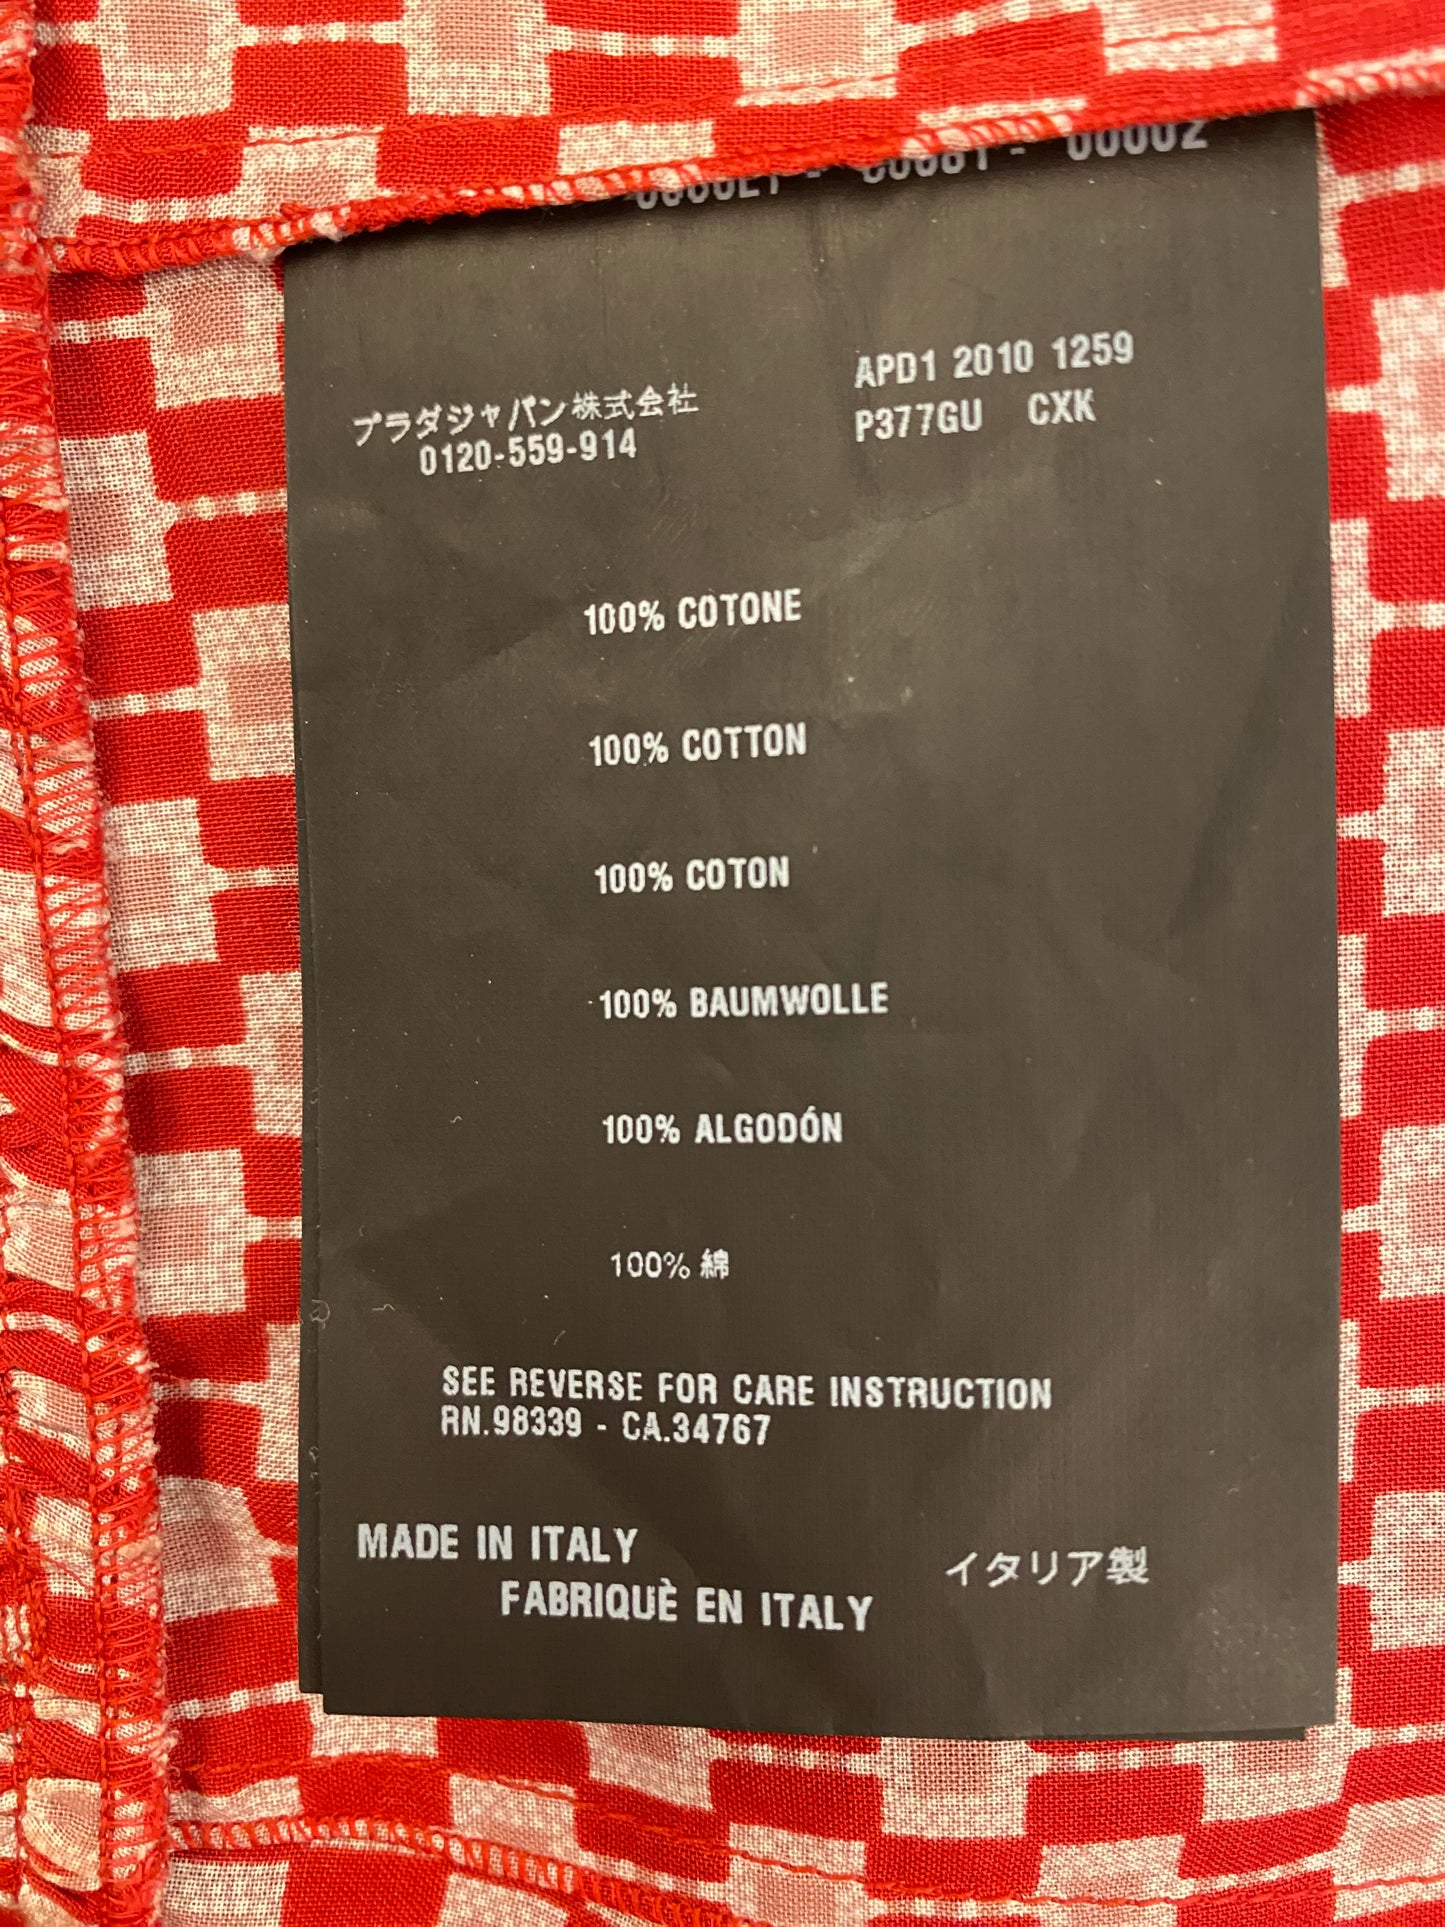 00002
プラダジャパン株式会社
0120-559-914
APD1 2010 1259
P377GU CXK
100% COTONE
100% COTTON
100% COTON
100% BAUMWOLLE
100% ALGODÓN
100% 綿
SEE REVERSE FOR CARE INSTRUCTION
RN.98339 - CA.34767
MADE IN ITALY
FABRIQUÈ EN ITALY
イタリア製